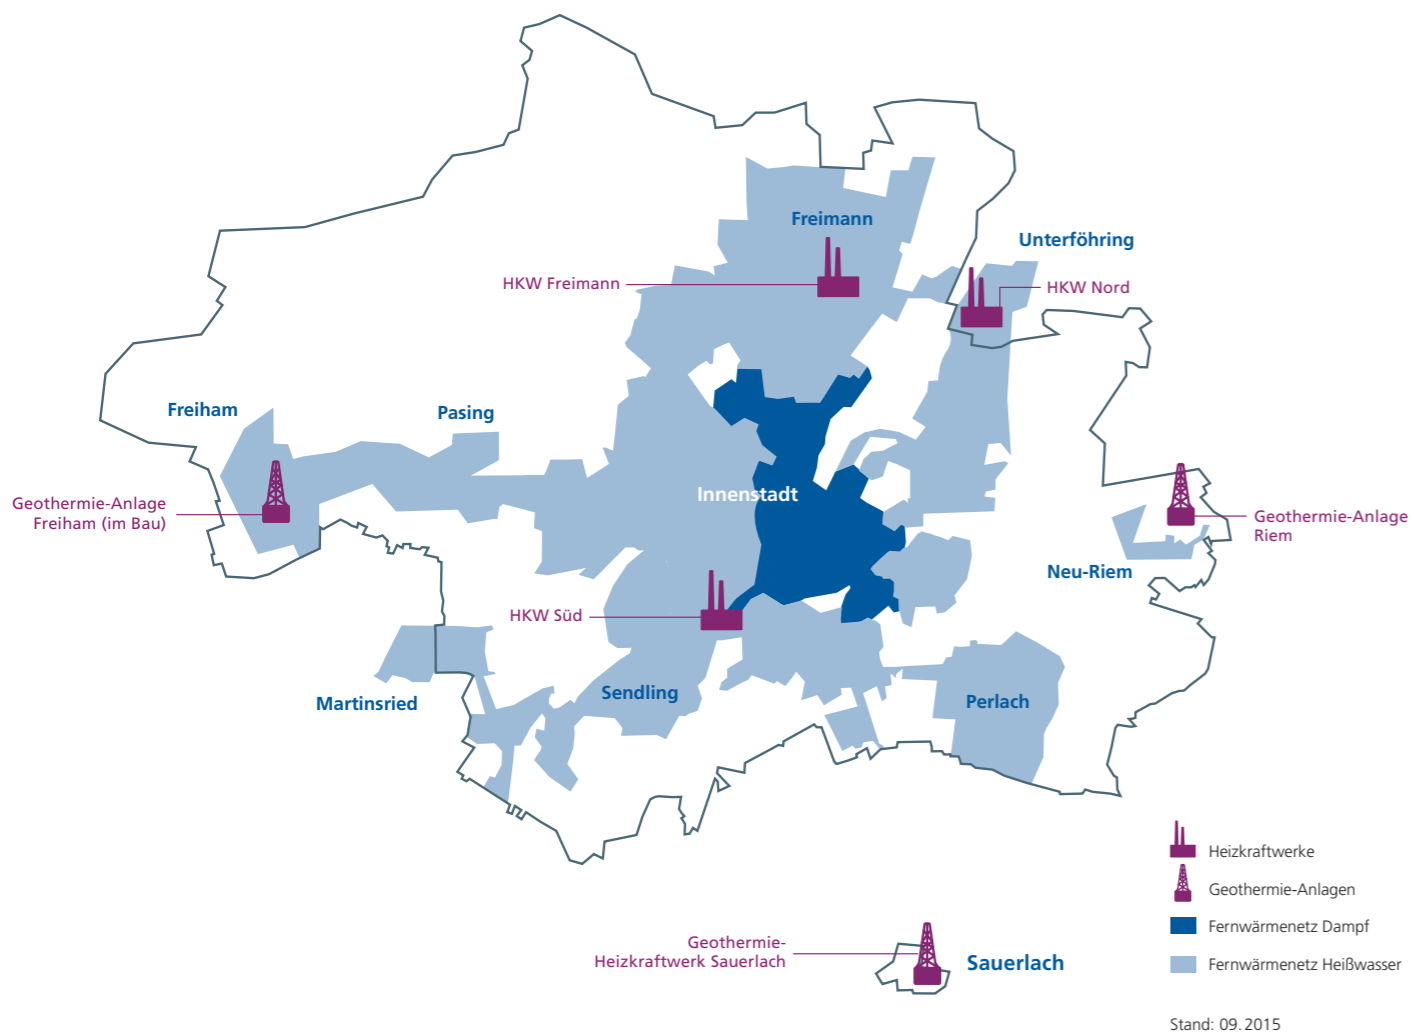 Freimann
Unterföhring
HKW Freimann
HKW Nord
Freiham
Pasing
Innenstadt
Geothermie-Anlage
Freiham (im Bau)
Geothermie-Anlage
Riem
Neu-Riem
HKW Süd
Martinsried
Sendling
Perlach
Heizkraftwerke
Geothermie-Anlagen
Fernwärmenetz Dampf
Fernwärmenetz Heißwasser
Geothermie-
Heizkraftwerk Sauerlach
Sauerlach
Stand: 09.2015